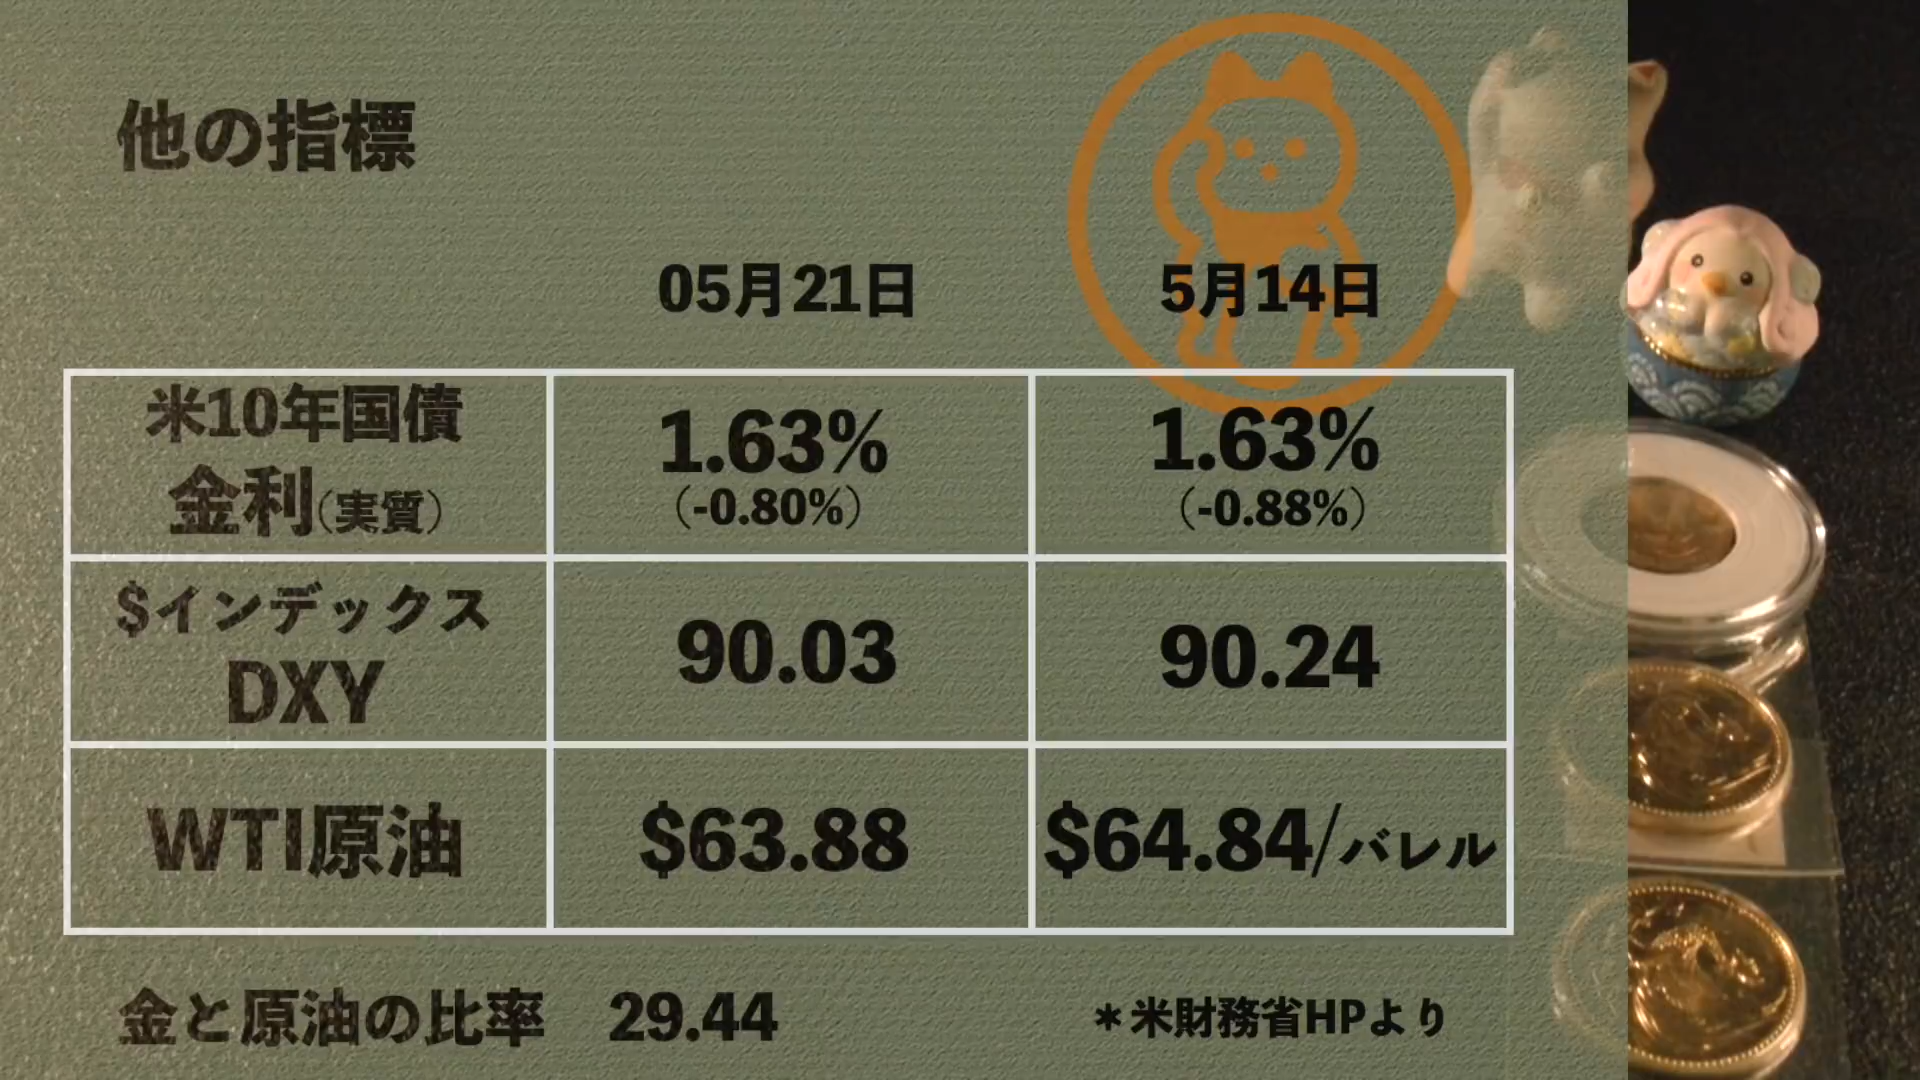 他の指標
05月21日 5月14日
米10年国債
金利(実質)
1.63%
(-0.80%)
1.63%
(-0.88%)
$インデックス
DXY
90.03
90.24
WTI原油
$63.88
$64.84/バレル
金と原油の比率 29.44
＊米財務省HPより